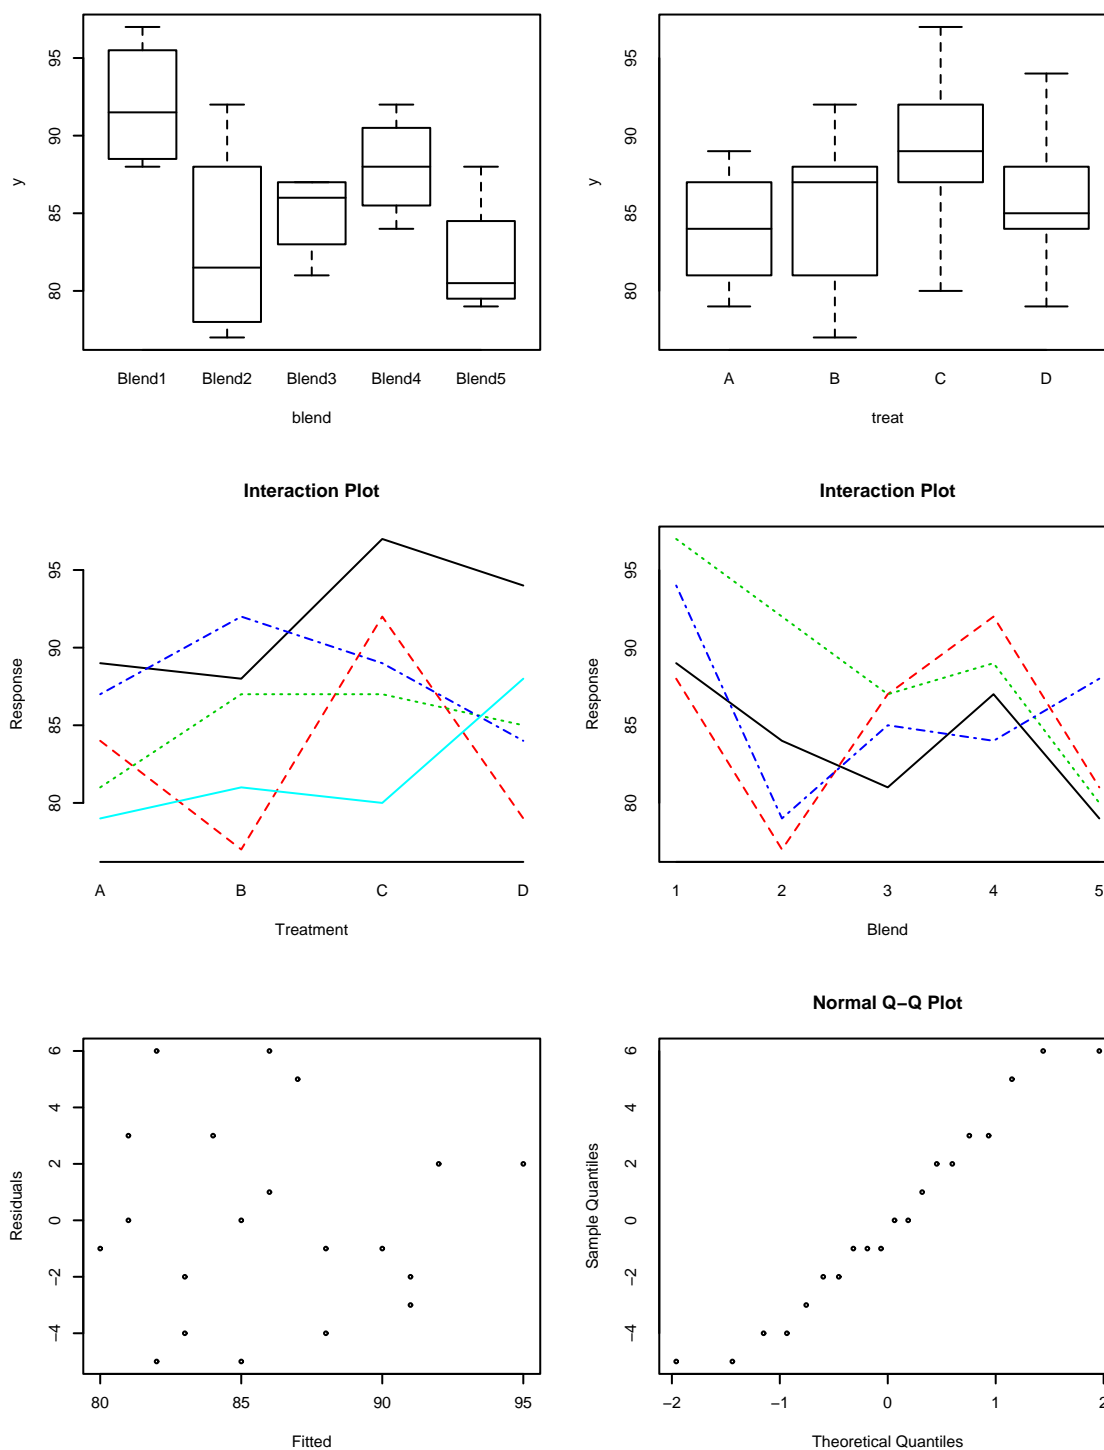 95
90
85
80
y
Blend1 Blend2 Blend3 Blend4 Blend5
blend
95
90
85
80
y
A B C D
treat
Interaction Plot
95
90
85
80
Response
A B C D
Treatment
Interaction Plot
95
90
85
80
Response
1 2 3 4 5
Blend
6
4
2
0
−2
−4
Residuals
80 85 90 95
Fitted
Normal Q−Q Plot
6
4
2
0
−2
−4
Sample Quantiles
−2 −1 0 1 2
Theoretical Quantiles